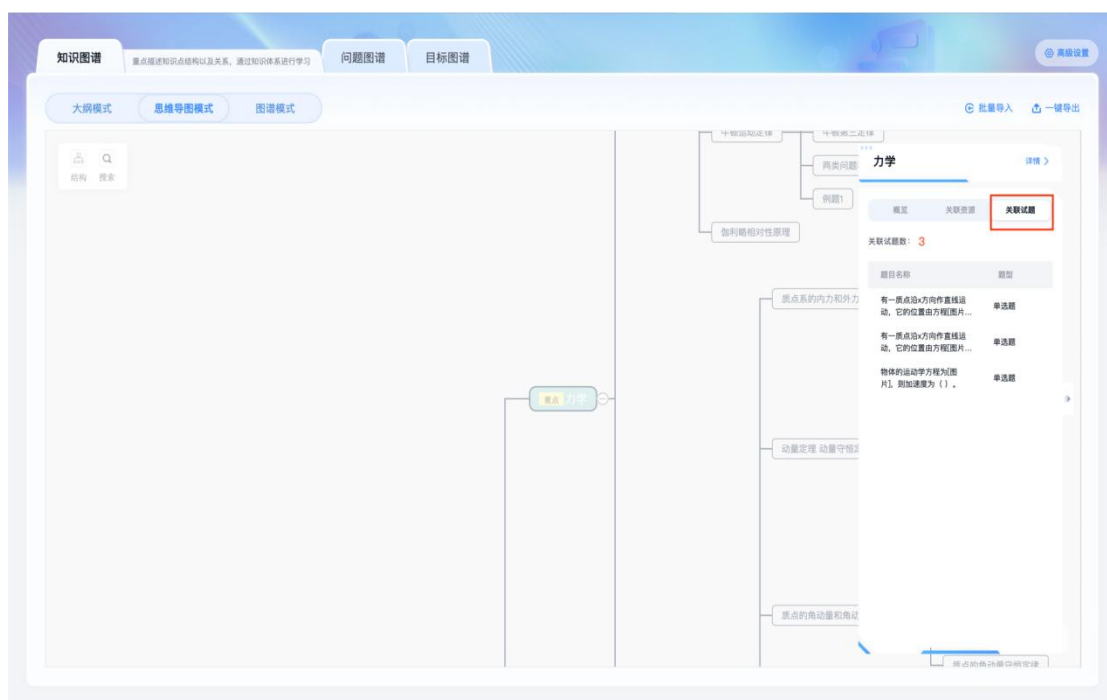 知识图谱
重点描述知识点结构以及关系，通过知识体系进行学习
问题图谱
目标图谱
高级设置
大纲模式
思维导图模式
图谱模式
批量导入
一键导出
结构
搜索
牛顿运动定律
牛顿第三定律
两类问题
例题1
伽利略相对性原理
质点系的内力和外力
重点 力学
动量定理 动量守恒定
质点的角动量和角动
质点的角动量守恒定律
力学
详情
概览
关联资源
关联试题
关联试题数： 3
题目名称
题型
有一质点沿x方向作直线运
动，它的位置由方程[图片...
单选题
有一质点沿x方向作直线运
动，它的位置由方程[图片...
单选题
物体的运动学方程为[图
片]，则加速度为（ ）。
单选题